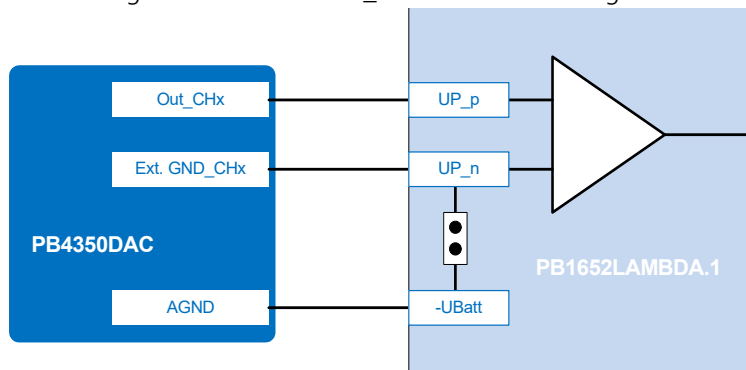 Out_CHx
UP_p
Ext. GND_CHx
UP_n
PB4350DAC
PB1652LAMBDA.1
AGND
-UBatt